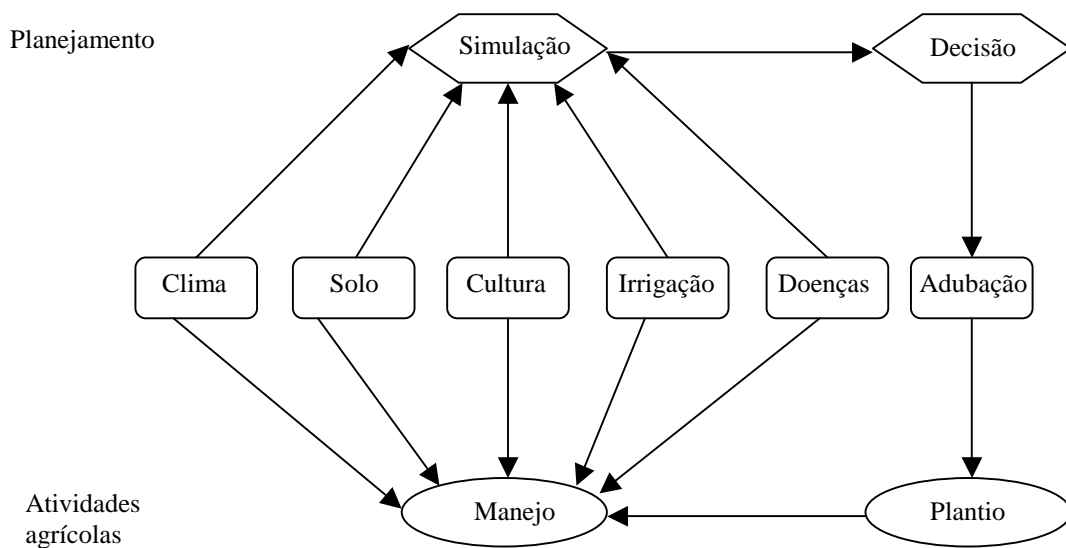 Planejamento
Simulação
Decisão
Clima
Solo
Cultura
Irrigação
Doenças
Adubação
Atividades
agrícolas
Manejo
Plantio